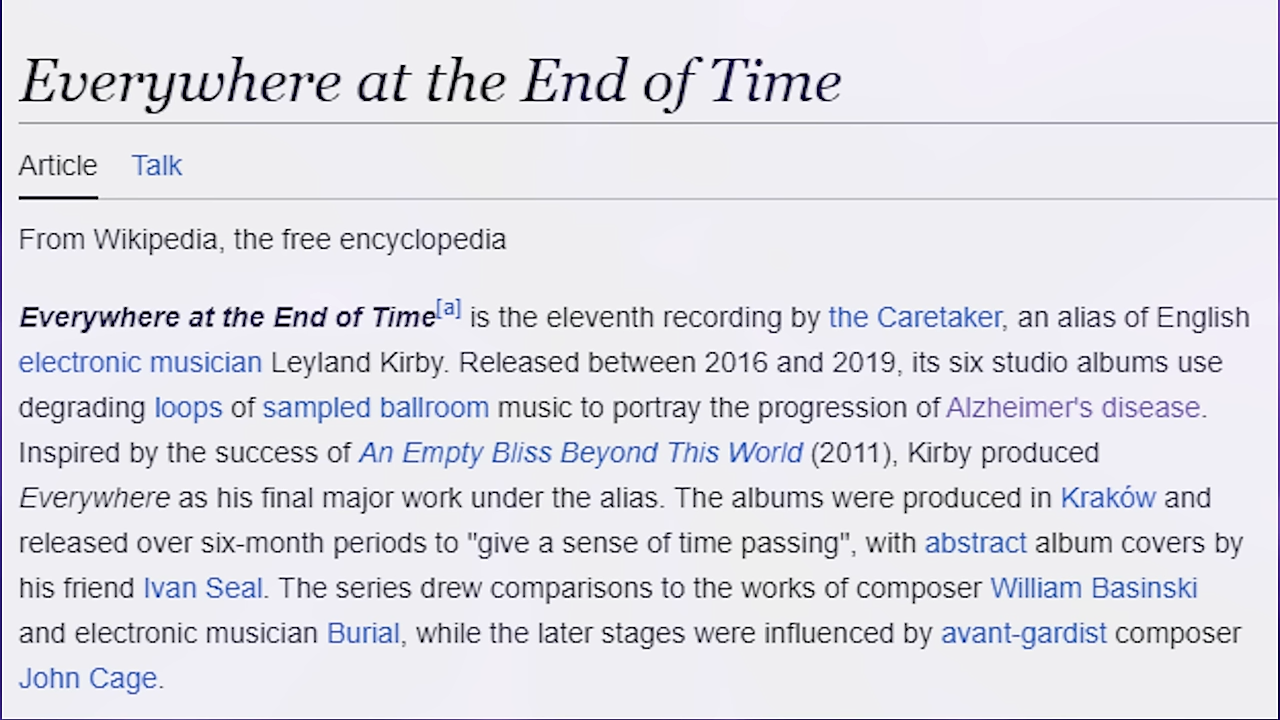 Everywhere at the End of Time
Article Talk
From Wikipedia, the free encyclopedia
Everywhere at the End of Time[a] is the eleventh recording by the Caretaker, an alias of English
electronic musician Leyland Kirby. Released between 2016 and 2019, its six studio albums use
degrading loops of sampled ballroom music to portray the progression of Alzheimer's disease.
Inspired by the success of An Empty Bliss Beyond This World (2011), Kirby produced
Everywhere as his final major work under the alias. The albums were produced in Kraków and
released over six-month periods to "give a sense of time passing", with abstract album covers by
his friend Ivan Seal. The series drew comparisons to the works of composer William Basinski
and electronic musician Burial, while the later stages were influenced by avant-gardist composer
John Cage.